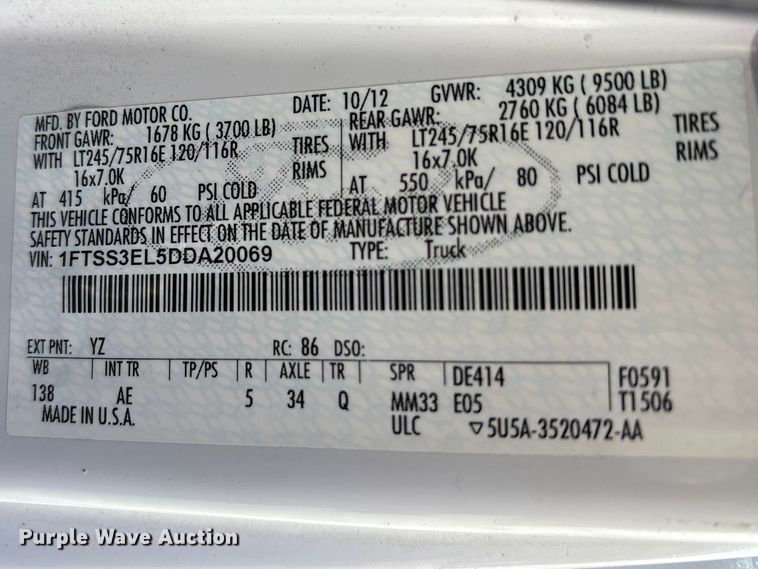 MFD. BY FORD MOTOR CO. DATE: 10/12 GVWR: 4309 KG ( 9500 LB)
FRONT GAWR: 1678 KG ( 3700 LB) REAR GAWR: 2760 KG ( 6084 LB)
WITH LT245/75R16E 120/116R TIRES WITH LT245/75R16E 120/116R TIRES
16x7.0K RIMS 16x7.0K RIMS
AT 415 kPa/ 60 PSI COLD AT 550 kPa/ 80 PSI COLD
THIS VEHICLE CONFORMS TO ALL APPLICABLE FEDERAL MOTOR VEHICLE
SAFETY STANDARDS IN EFFECT ON THE DATE OF MANUFACTURE SHOWN ABOVE.
VIN: 1FTSS3EL5DDA20069 TYPE: Truck
EXT PNT: YZ RC: 86 DSO:
WB INT TR TP/PS R AXLE TR SPR DE414 F0591
138 AE 5 34 Q MM33 E05 T1506
MADE IN U.S.A. ULC ▽5U5A-3520472-AA
Purple Wave Auction